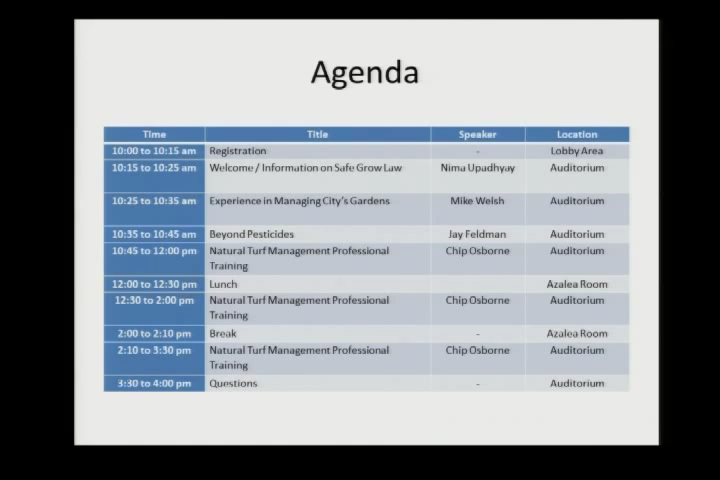 Agenda
Time Title Speaker Location
10:00 to 10:15 am Registration - Lobby Area
10:15 to 10:25 am Welcome / Information on Safe Grow Law Nima Upadhyay Auditorium
10:25 to 10:35 am Experience in Managing City's Gardens Mike Welsh Auditorium
10:35 to 10:45 am Beyond Pesticides Jay Feldman Auditorium
10:45 to 12:00 pm Natural Turf Management Professional Chip Osborne Auditorium
Training
12:00 to 12:30 pm Lunch Azalea Room
12:30 to 2:00 pm Natural Turf Management Professional Chip Osborne Auditorium
Training
2:00 to 2:10 pm Break - Azalea Room
2:10 to 3:30 pm Natural Turf Management Professional Chip Osborne Auditorium
Training
3:30 to 4:00 pm Questions - Auditorium